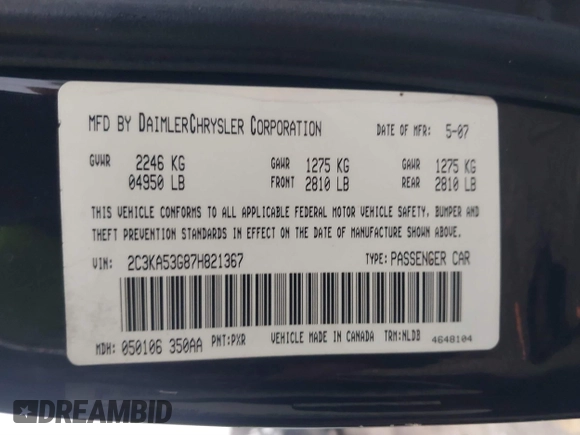 MFD BY DAIMLERCHRYSLER CORPORATION DATE OF MFR: 5-07
GVWR 2246 KG GAWR 1275 KG GAWR 1275 KG
04950 LB FRONT 2810 LB REAR 2810 LB
THIS VEHICLE CONFORMS TO ALL APPLICABLE FEDERAL MOTOR VEHICLE SAFETY, BUMPER AND
THEFT PREVENTION STANDARDS IN EFFECT ON THE DATE OF MANUFACTURE SHOWN ABOVE.
VIN: 2C3KA53G87H821367 TYPE: PASSENGER CAR
MDH: 050106 350AA PNT:PXR VEHICLE MADE IN CANADA TRM:NLDB 4648104
DREAMBID